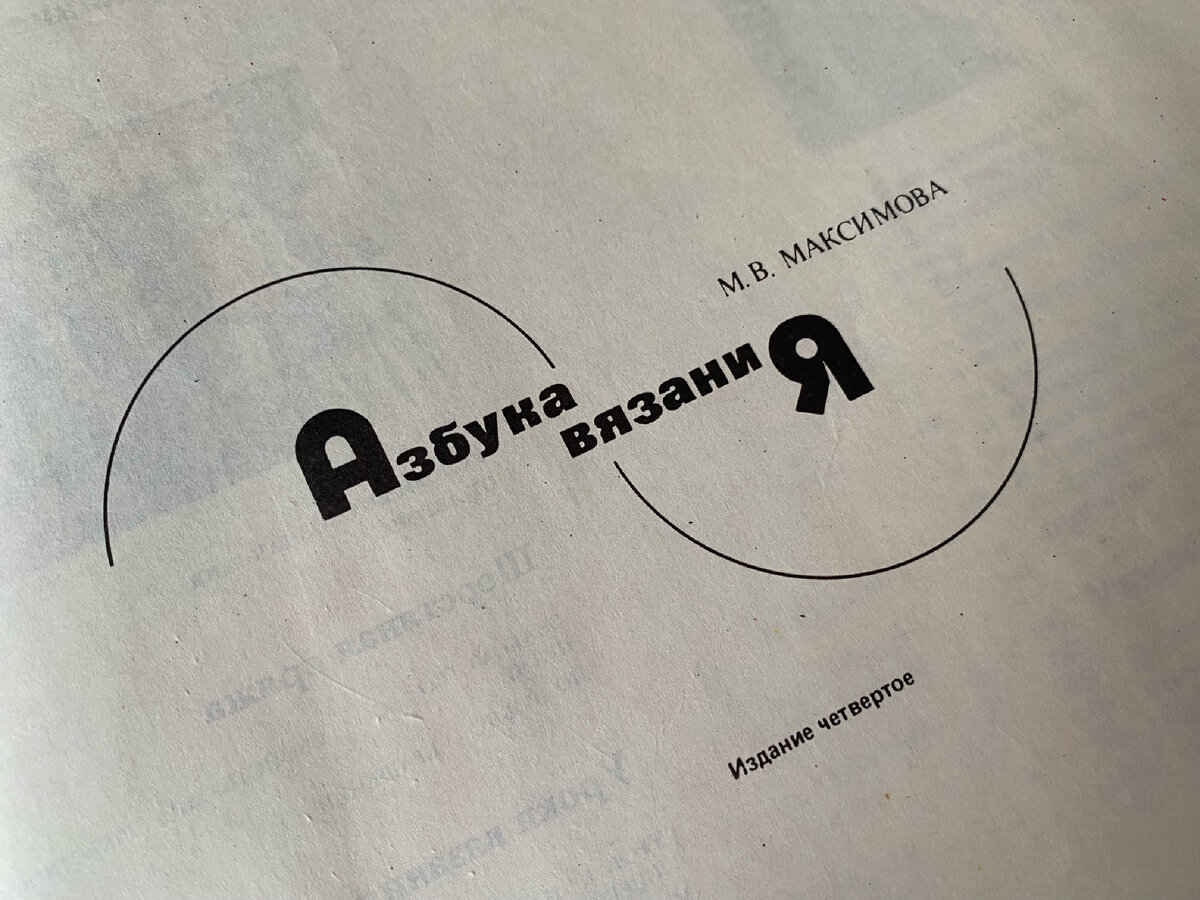 М. В. МАКСИМОВА
Азбука
вязаниЯ
Издание четвертое